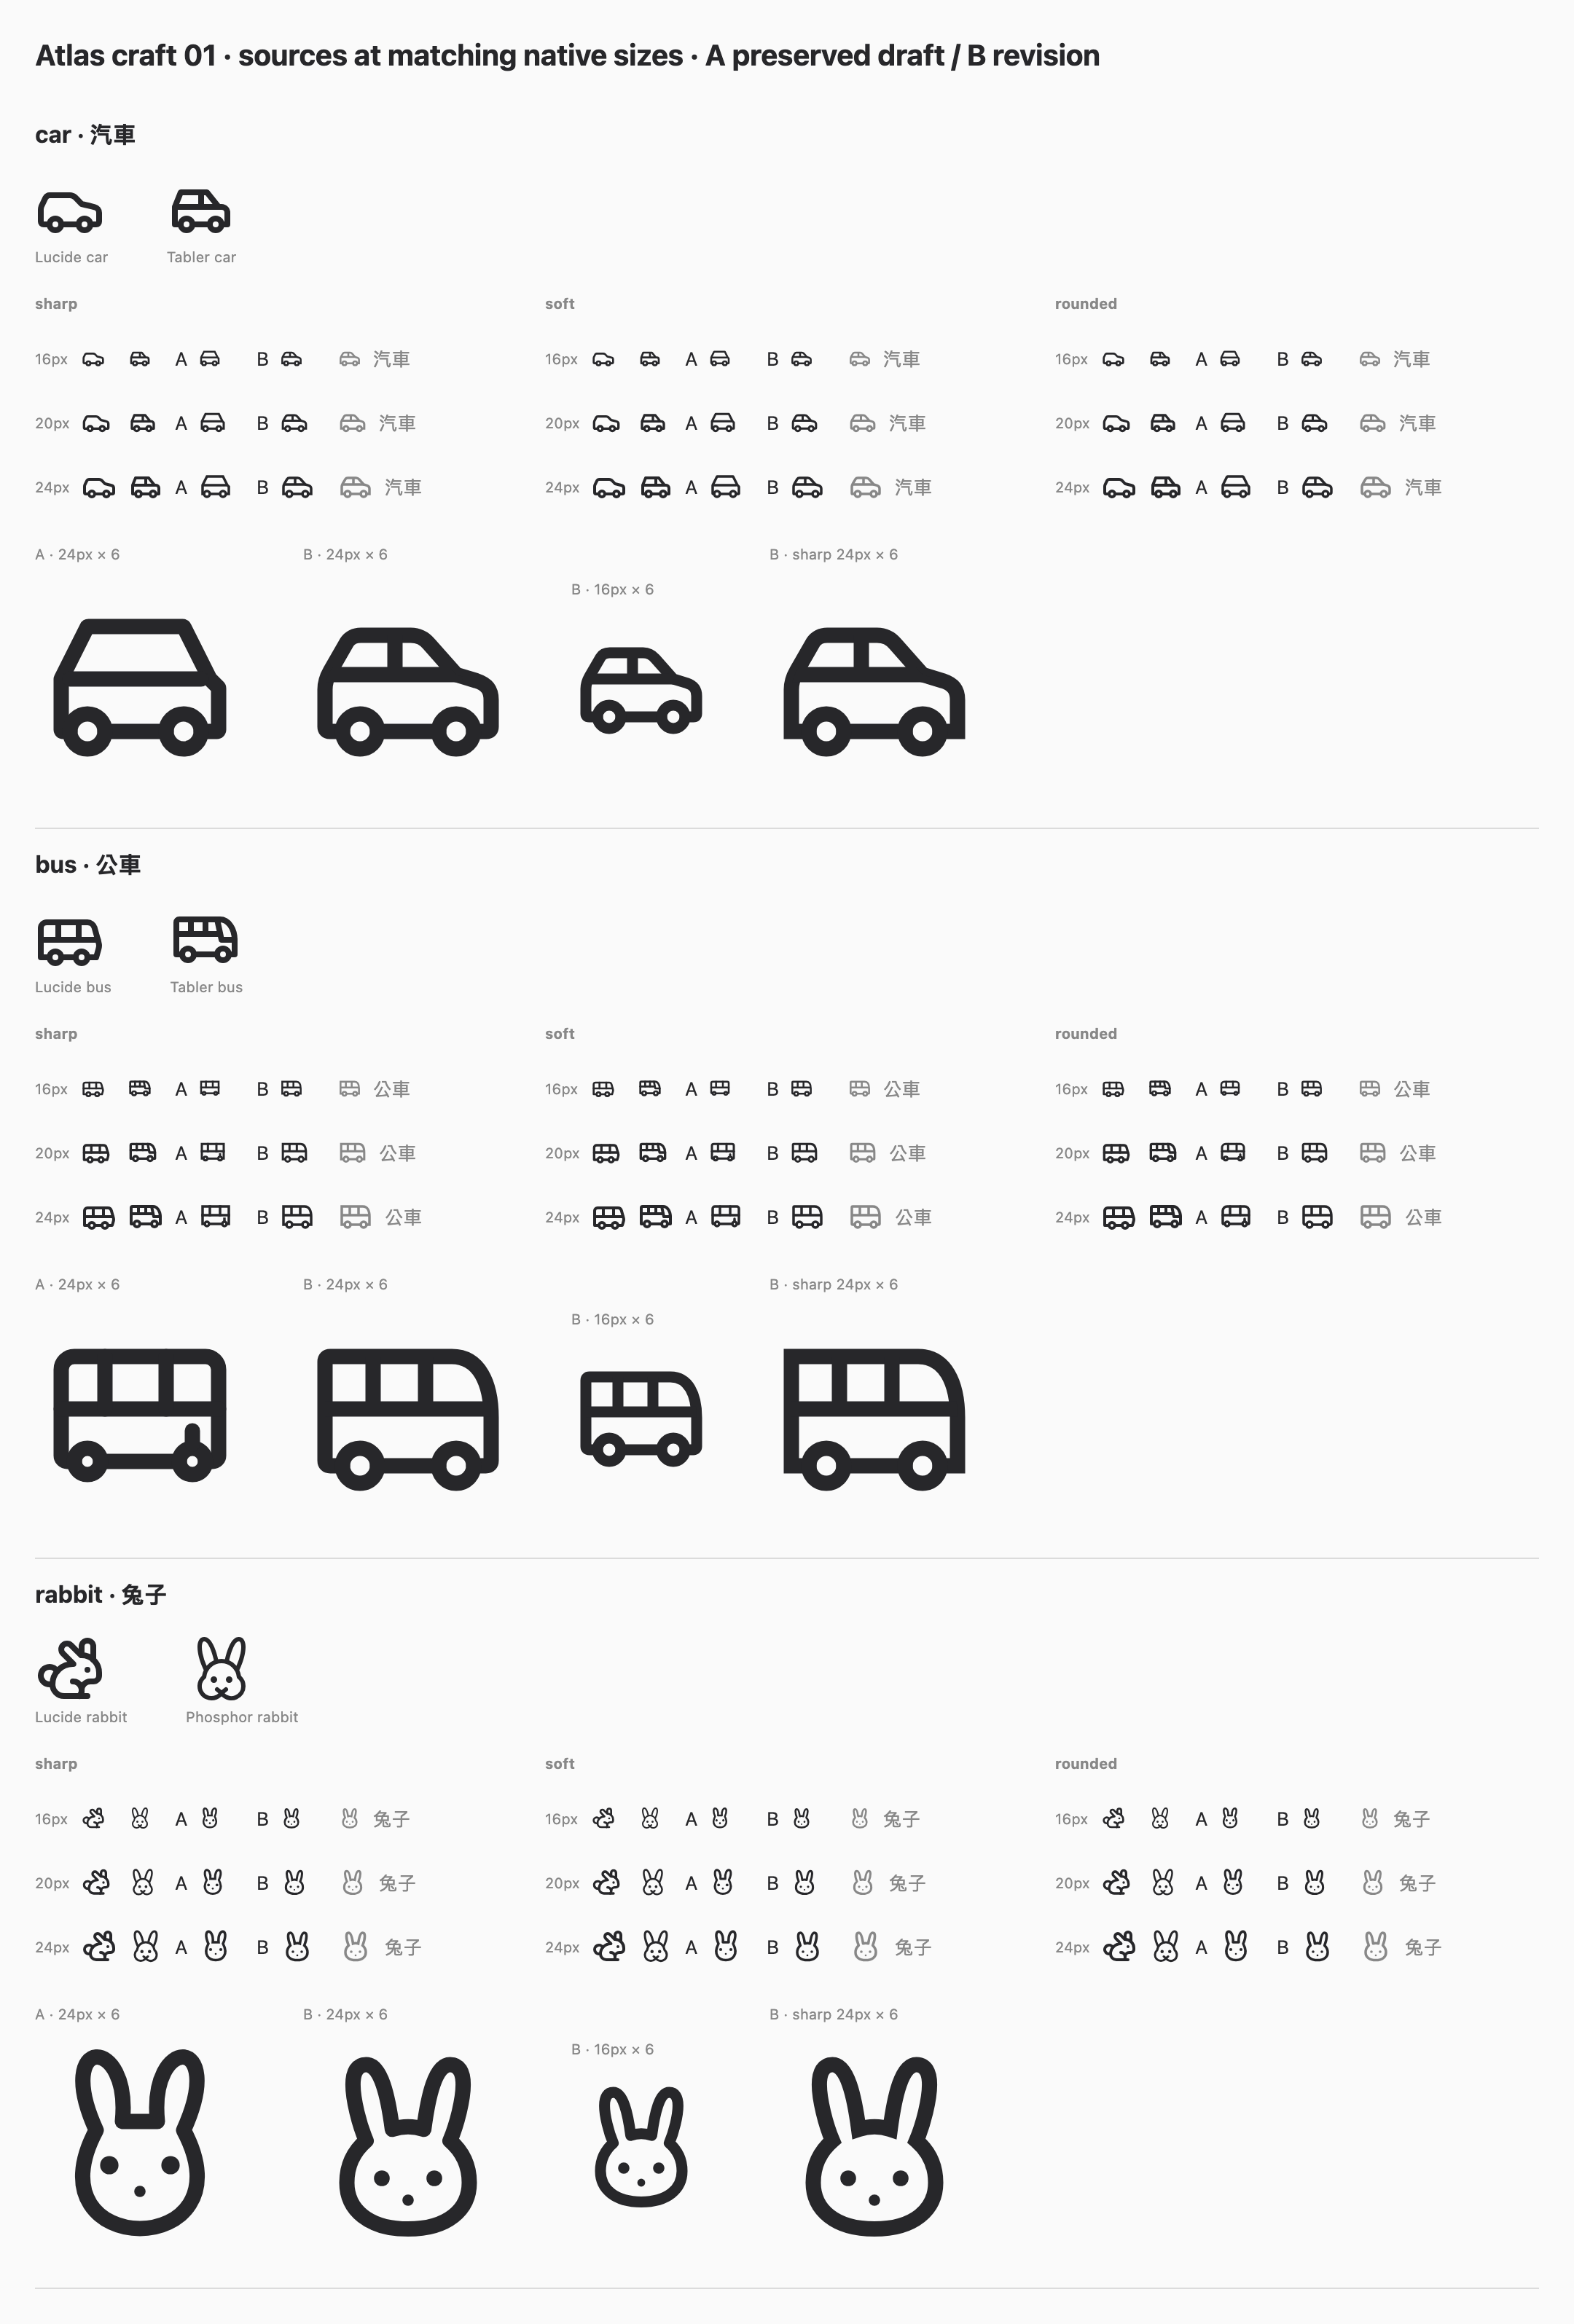 Atlas craft 01 · sources at matching native sizes · A preserved draft / B revision
car · 汽車
Lucide car Tabler car
sharp soft rounded
16px A B 汽車 16px A B 汽車 16px A B 汽車
20px A B 汽車 20px A B 汽車 20px A B 汽車
24px A B 汽車 24px A B 汽車 24px A B 汽車
A · 24px × 6 B · 24px × 6 B · sharp 24px × 6
B · 16px × 6
bus · 公車
Lucide bus Tabler bus
sharp soft rounded
16px A B 公車 16px A B 公車 16px A B 公車
20px A B 公車 20px A B 公車 20px A B 公車
24px A B 公車 24px A B 公車 24px A B 公車
A · 24px × 6 B · 24px × 6 B · sharp 24px × 6
B · 16px × 6
rabbit · 兔子
Lucide rabbit Phosphor rabbit
sharp soft rounded
16px A B 兔子 16px A B 兔子 16px A B 兔子
20px A B 兔子 20px A B 兔子 20px A B 兔子
24px A B 兔子 24px A B 兔子 24px A B 兔子
A · 24px × 6 B · 24px × 6 B · sharp 24px × 6
B · 16px × 6